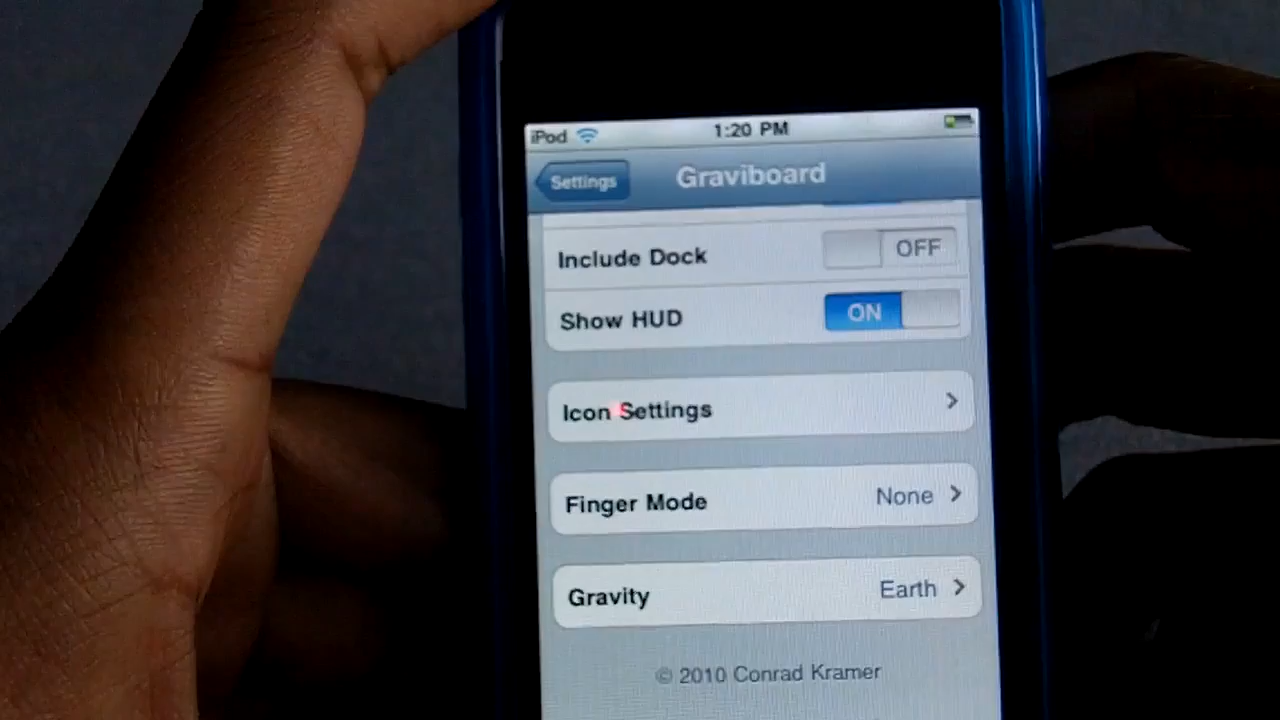 iPod 1:20 PM
Settings Graviboard
Include Dock OFF
Show HUD ON
Icon Settings
Finger Mode None
Gravity Earth
© 2010 Conrad Kramer